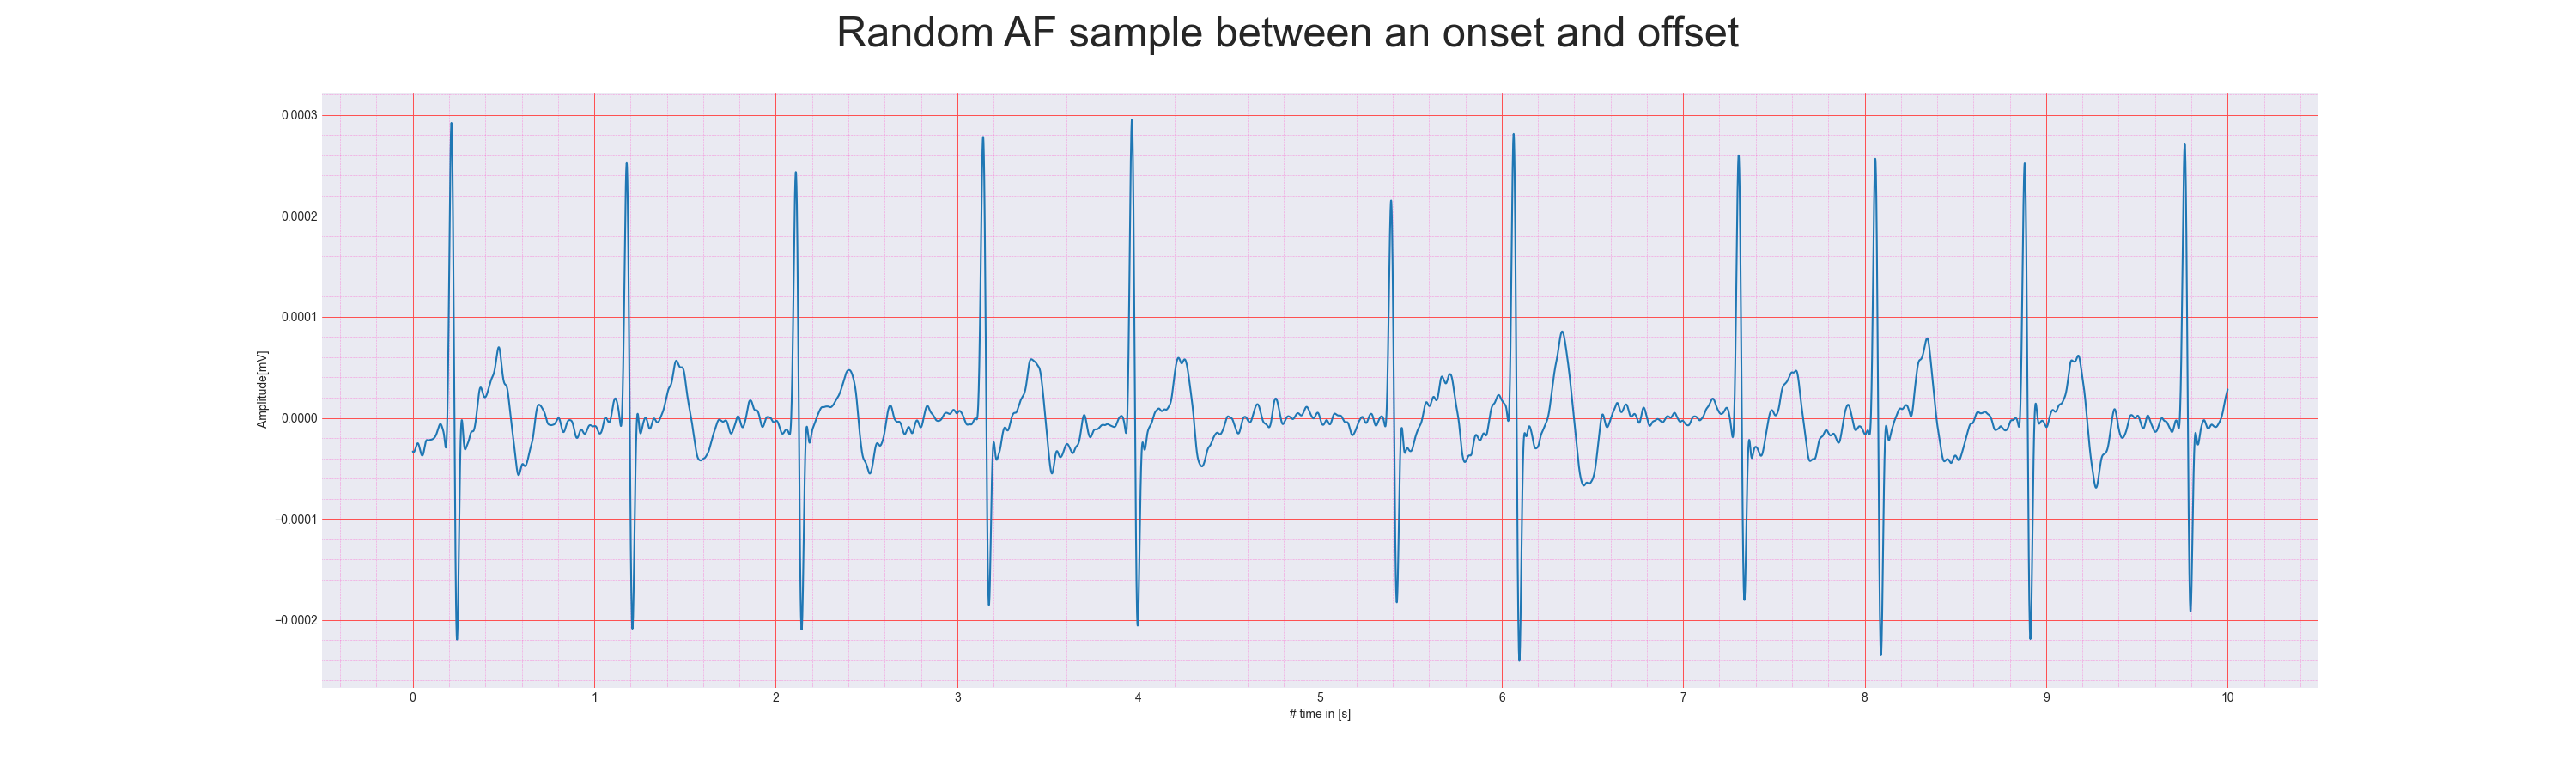 Random AF sample between an onset and offset
0.0003
0.0002
0.0001
0.0000
−0.0001
−0.0002
Amplitude[mV]
0 1 2 3 4 5 6 7 8 9 10
# time in [s]